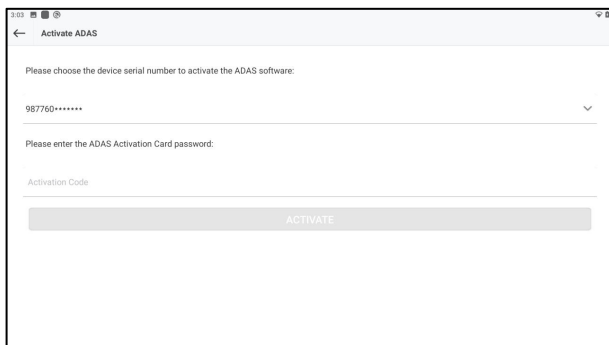 3:03
Activate ADAS
Please choose the device serial number to activate the ADAS software:
987760*******
Please enter the ADAS Activation Card password:
Activation Code
ACTIVATE